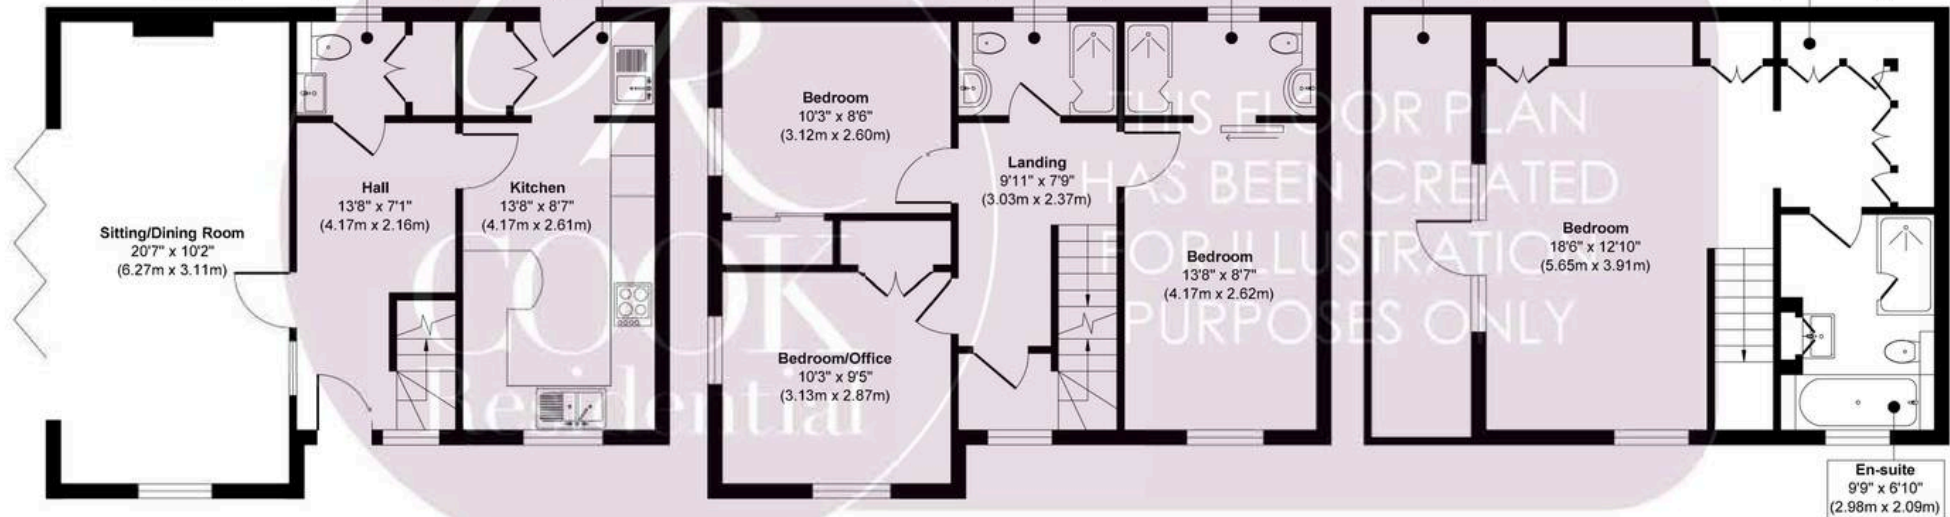 Sitting/Dining Room
20'7" x 10'2"
(6.27m x 3.11m)
Hall
13'8" x 7'1"
(4.17m x 2.16m)
Kitchen
13'8" x 8'7"
(4.17m x 2.61m)
Bedroom
10'3" x 8'6"
(3.12m x 2.60m)
Landing
9'11" x 7'9"
(3.03m x 2.37m)
Bedroom/Office
10'3" x 9'5"
(3.13m x 2.87m)
Bedroom
13'8" x 8'7"
(4.17m x 2.62m)
Bedroom
18'6" x 12'10"
(5.65m x 3.91m)
En-suite
9'9" x 6'10"
(2.98m x 2.09m)
R
COOK
Residential
THIS FLOOR PLAN
HAS BEEN CREATED
FOR ILLUSTRATION
PURPOSES ONLY